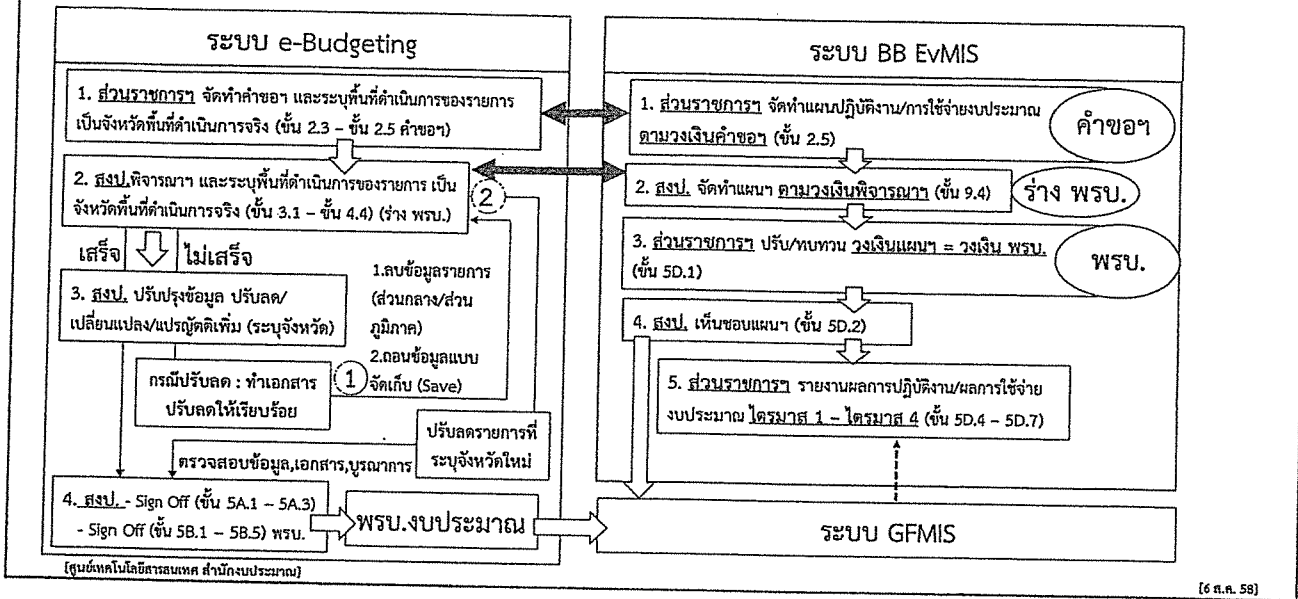 ระบบ e-Budgeting
1. ส่วนราชการฯ จัดทำคำขอฯ และระบุพื้นที่ดำเนินการของรายการ
เป็นจังหวัดพื้นที่ดำเนินการจริง (ขั้น 2.3 – ขั้น 2.5 คำขอฯ)
2. สงป.พิจารณาฯ และระบุพื้นที่ดำเนินการของรายการ เป็น
จังหวัดพื้นที่ดำเนินการจริง (ขั้น 3.1 – ขั้น 4.4) (ร่าง พรบ.)
2
เสร็จ
ไม่เสร็จ
3. สงป. ปรับปรุงข้อมูล ปรับลด/
เปลี่ยนแปลง/แปรญัตติเพิ่ม (ระบุจังหวัด)
1.ลบข้อมูลรายการ
(ส่วนกลาง/ส่วน
ภูมิภาค)
2.ถอนข้อมูลแบบ
จัดเก็บ (Save)
กรณีปรับลด : ทำเอกสาร
ปรับลดให้เรียบร้อย
1
ปรับลดรายการที่
ระบุจังหวัดใหม่
ตรวจสอบข้อมูล,เอกสาร,บูรณาการ
4. สงป. - Sign Off (ขั้น 5A.1 – 5A.3)
- Sign Off (ขั้น 5B.1 – 5B.5) พรบ.
พรบ.งบประมาณ
ระบบ BB EvMIS
1. ส่วนราชการฯ จัดทำแผนปฏิบัติงาน/การใช้จ่ายงบประมาณ
ตามวงเงินคำขอฯ (ขั้น 2.5)
คำขอฯ
2. สงป. จัดทำแผนฯ ตามวงเงินพิจารณาฯ (ขั้น 9.4)
ร่าง พรบ.
3. ส่วนราชการฯ ปรับ/ทบทวน วงเงินแผนฯ = วงเงิน พรบ.
(ขั้น 5D.1)
พรบ.
4. สงป. เห็นชอบแผนฯ (ขั้น 5D.2)
5. ส่วนราชการฯ รายงานผลการปฏิบัติงาน/ผลการใช้จ่าย
งบประมาณ ไตรมาส 1 – ไตรมาส 4 (ขั้น 5D.4 – 5D.7)
ระบบ GFMIS
[ศูนย์เทคโนโลยีสารสนเทศ สำนักงบประมาณ]
[6 ส.ค. 58]